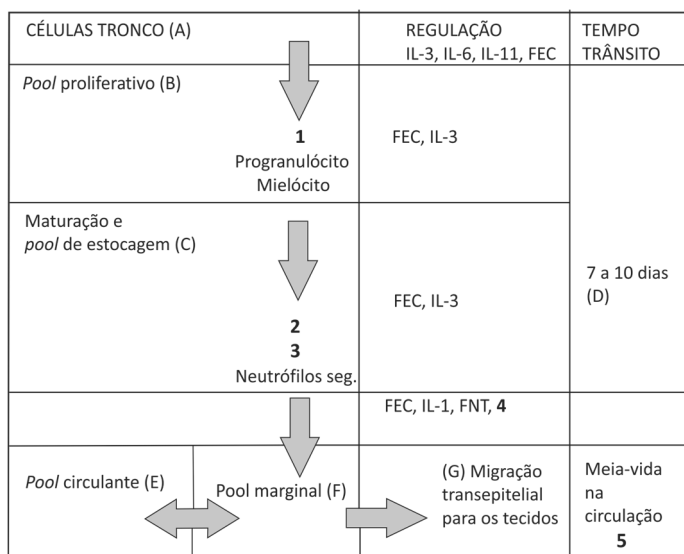 CÉLULAS TRONCO (A)
REGULAÇÃO
IL-3, IL-6, IL-11, FEC
TEMPO
TRÂNSITO
Pool proliferativo (B)
1
Progranulócito
Mielócito
FEC, IL-3
Maturação e
pool de estocagem (C)
2
3
Neutrófilos seg.
FEC, IL-3
7 a 10 dias
(D)
FEC, IL-1, FNT, 4
Pool circulante (E)
Pool marginal (F)
(G) Migração
transepitelial
para os tecidos
Meia-vida
na
circulação
5